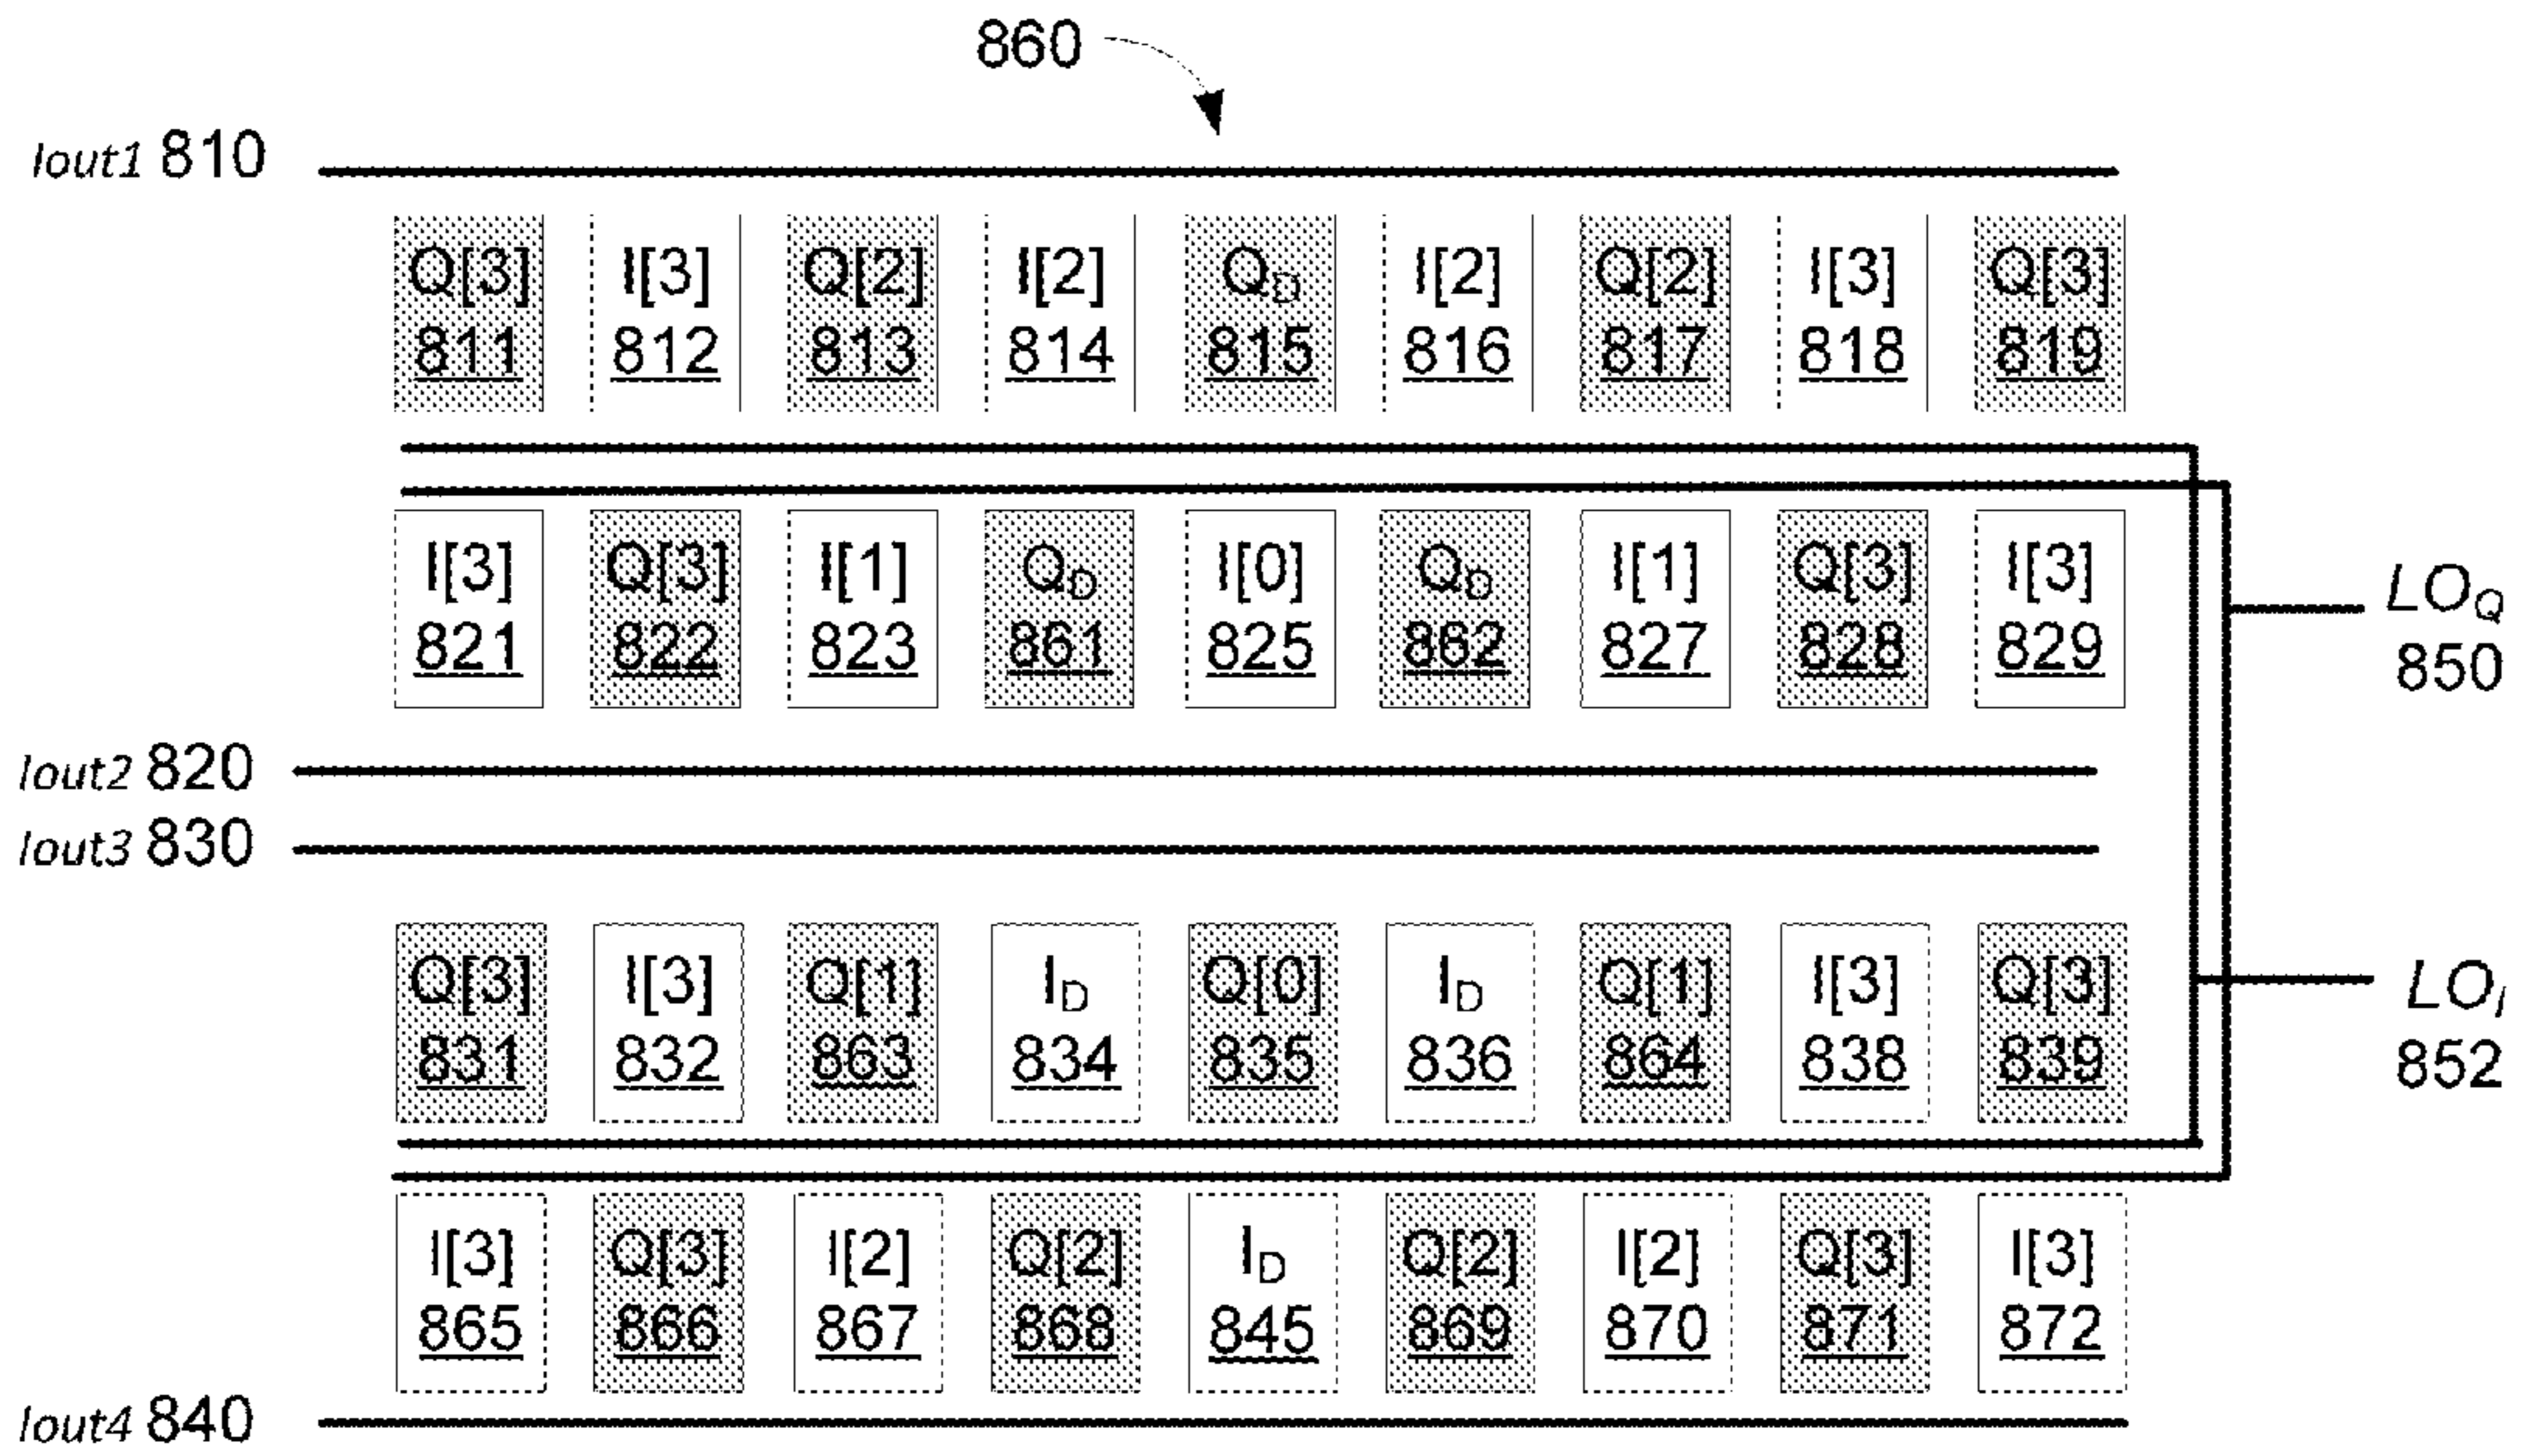 860
Iout1 810
Q[3] I[3] Q[2] I[2] QD I[2] Q[2] I[3] Q[3]
811 812 813 814 815 816 817 818 819
I[3] Q[3] I[1] QD I[0] QD I[1] Q[3] I[3]
821 822 823 861 825 862 827 828 829
LOQ
850
Iout2 820
Iout3 830
Q[3] I[3] Q[1] ID Q[0] ID Q[1] I[3] Q[3]
831 832 863 834 835 836 864 838 839
LOI
852
I[3] Q[3] I[2] Q[2] ID Q[2] I[2] Q[3] I[3]
865 866 867 868 845 869 870 871 872
Iout4 840